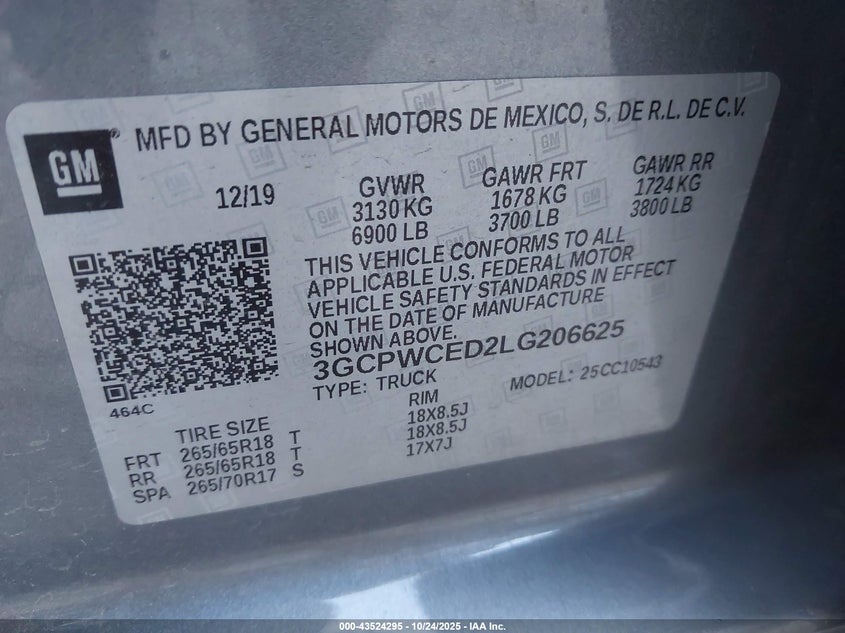 GM ® MFD BY GENERAL MOTORS DE MEXICO, S. DE R.L. DE C.V.
12/19 GVWR GAWR FRT GAWR RR
3130 KG 1678 KG 1724 KG
6900 LB 3700 LB 3800 LB
THIS VEHICLE CONFORMS TO ALL
APPLICABLE U.S. FEDERAL MOTOR
VEHICLE SAFETY STANDARDS IN EFFECT
ON THE DATE OF MANUFACTURE
SHOWN ABOVE.
3GCPWCED2LG206625
TYPE: TRUCK MODEL: 25CC10543
464C
TIRE SIZE RIM
FRT 265/65R18 T 18X8.5J
RR 265/65R18 T 18X8.5J
SPA 265/70R17 S 17X7J
000-43524295 - 10/24/2025 - IAA Inc.